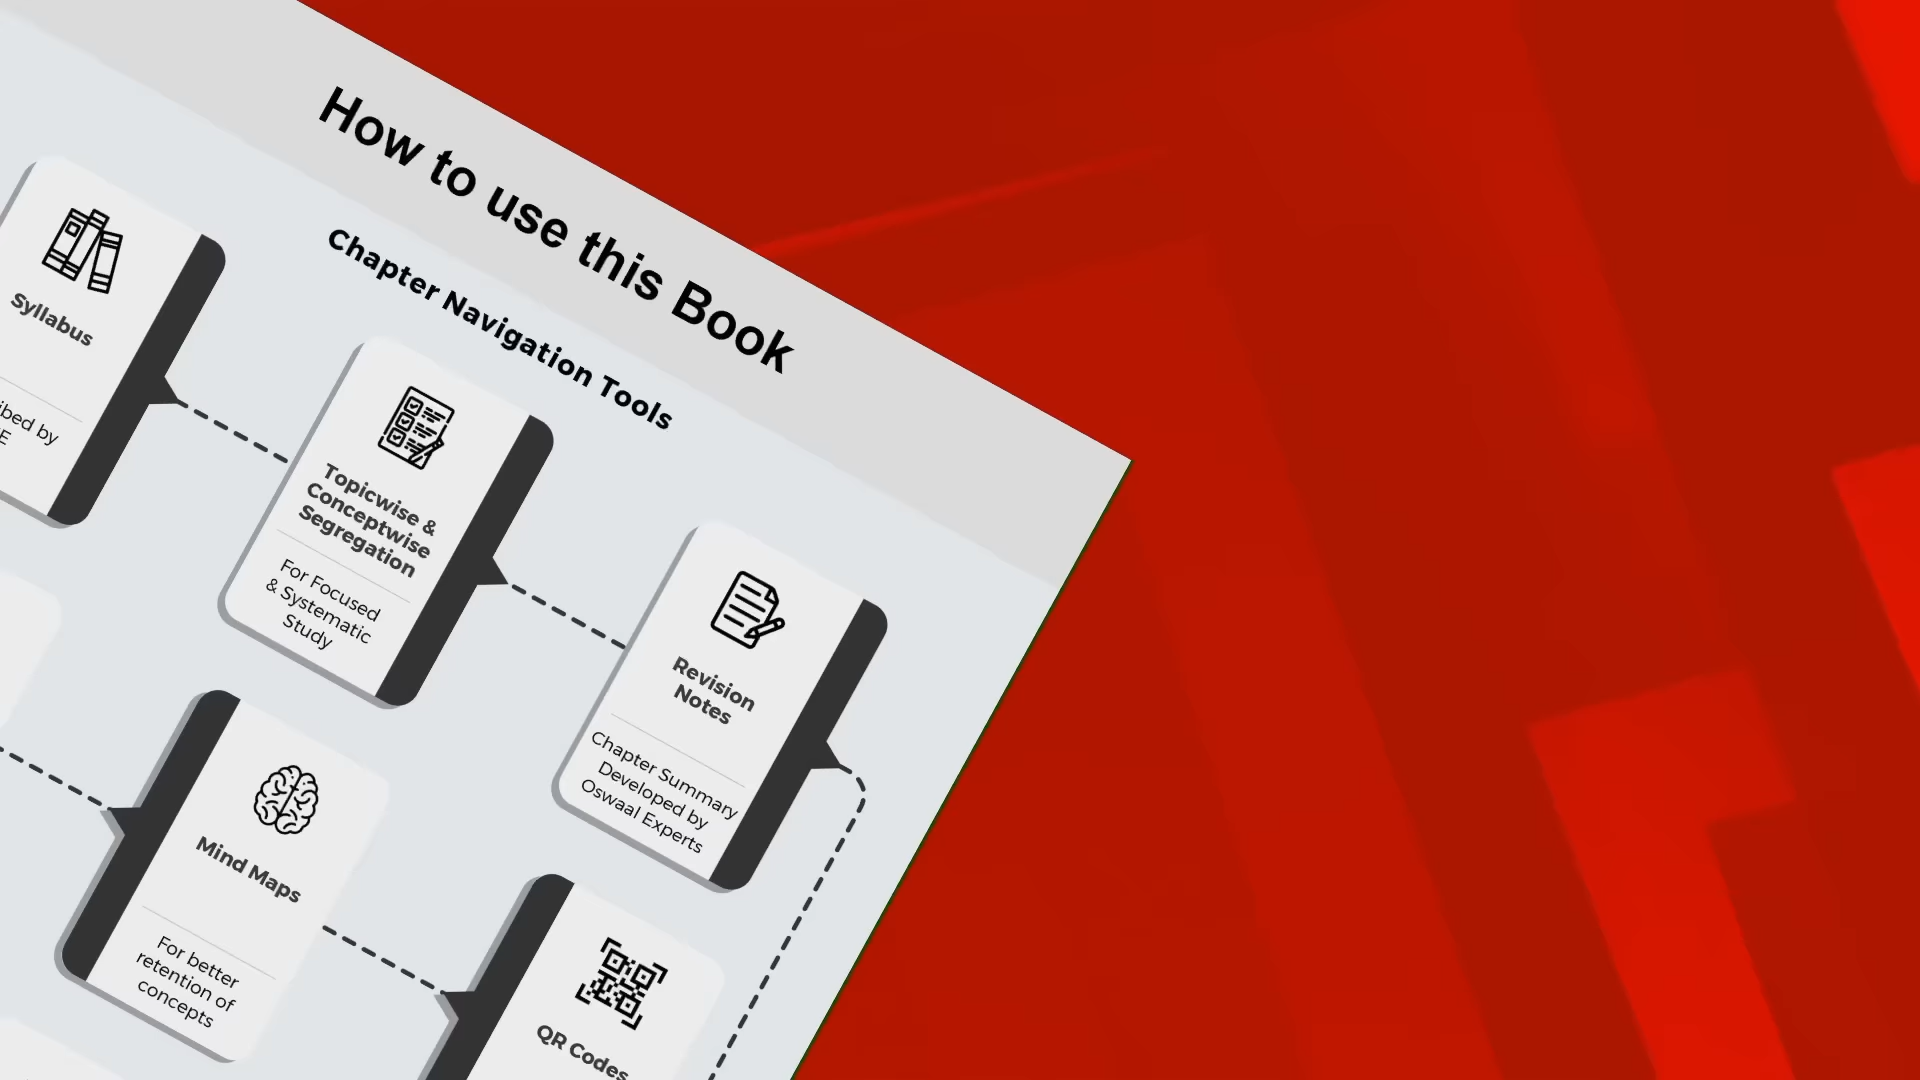 How to use this Book
Chapter Navigation Tools
Syllabus
by
Topicwise &
Conceptwise
Segregation
For Focused
& Systematic
Study
Revision
Notes
Chapter Summary
Developed by
Oswaal Experts
Mind Maps
For better
retention of
concepts
QR Codes